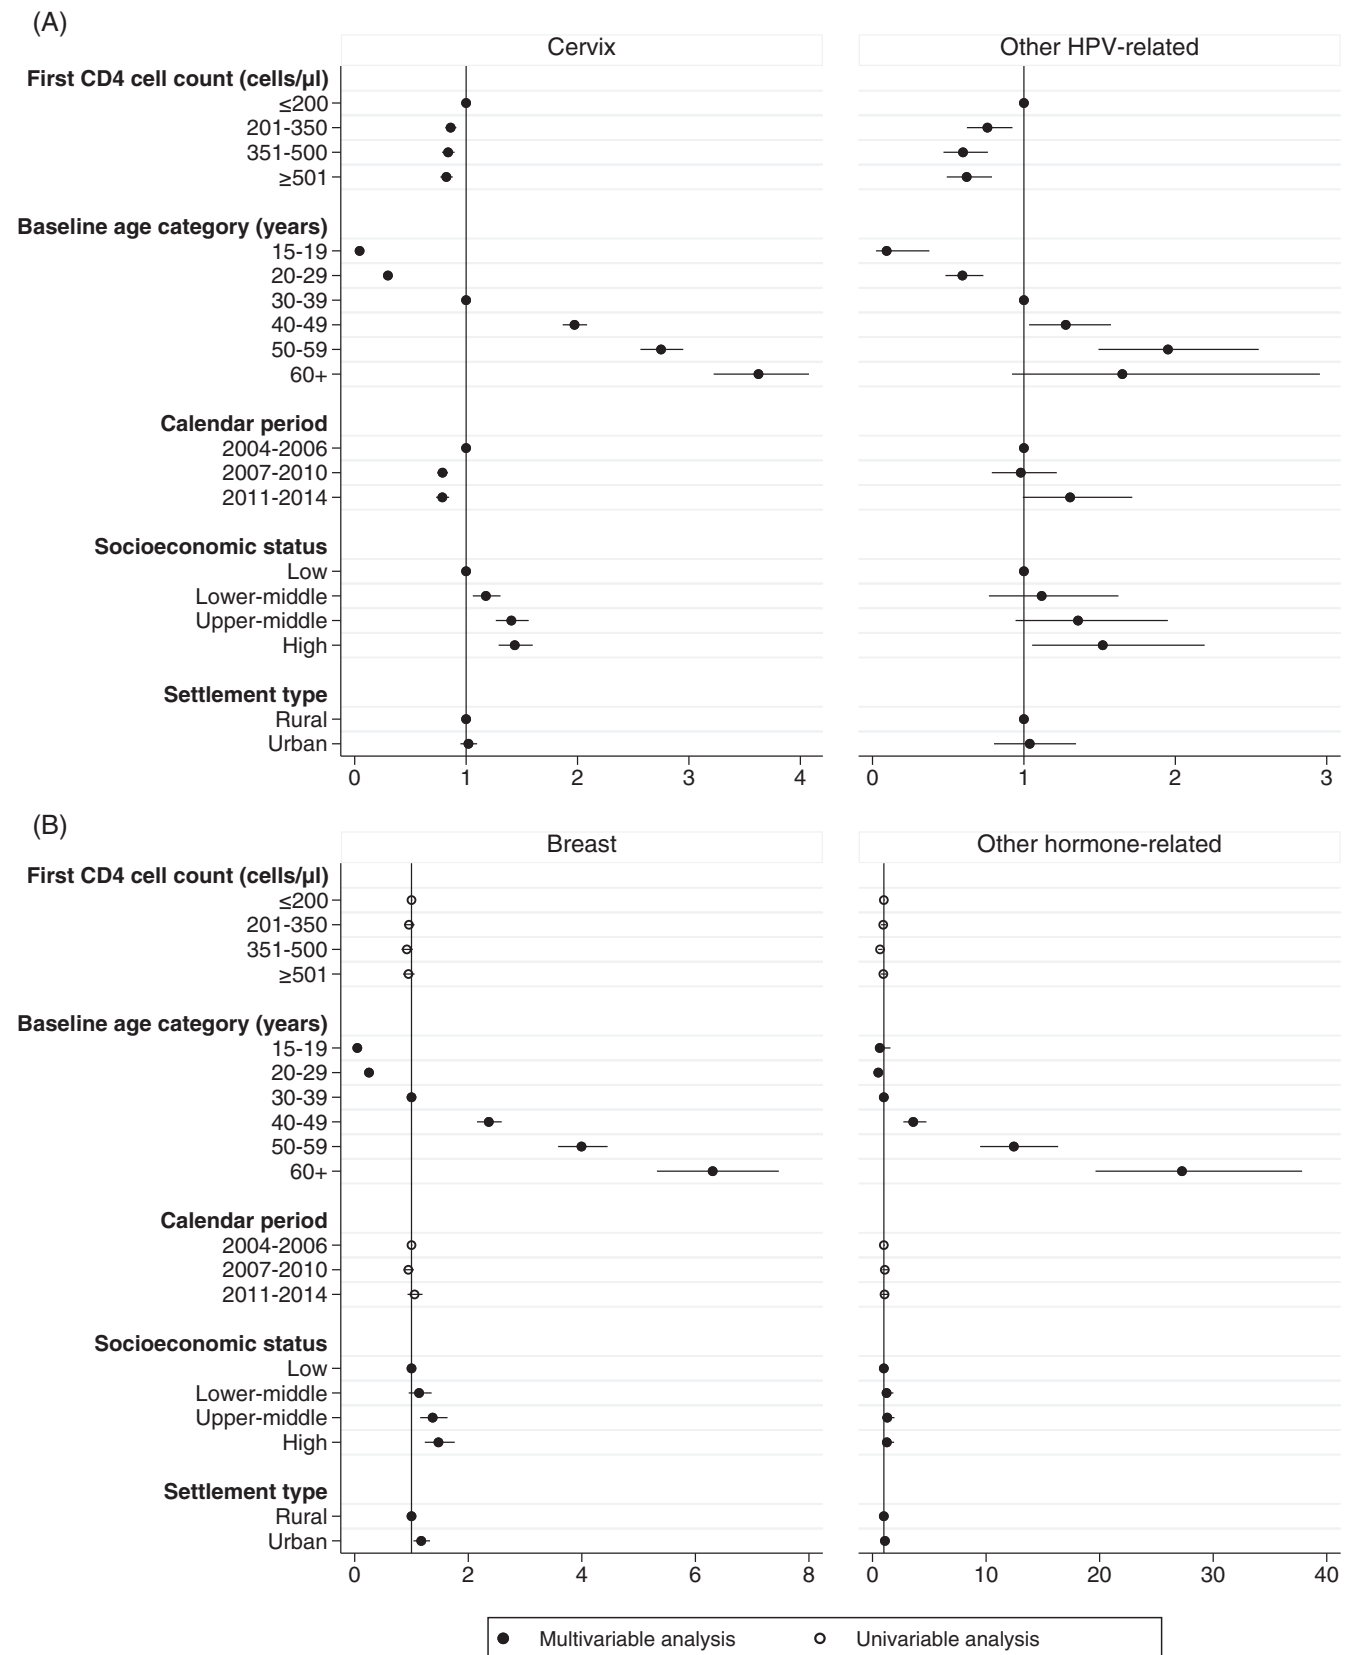 (A)
Cervix
Other HPV-related
First CD4 cell count (cells/µl)
≤200
201-350
351-500
≥501
Baseline age category (years)
15-19
20-29
30-39
40-49
50-59
60+
Calendar period
2004-2006
2007-2010
2011-2014
Socioeconomic status
Low
Lower-middle
Upper-middle
High
Settlement type
Rural
Urban
0 1 2 3 4
0 1 2 3
(B)
Breast
Other hormone-related
First CD4 cell count (cells/µl)
≤200
201-350
351-500
≥501
Baseline age category (years)
15-19
20-29
30-39
40-49
50-59
60+
Calendar period
2004-2006
2007-2010
2011-2014
Socioeconomic status
Low
Lower-middle
Upper-middle
High
Settlement type
Rural
Urban
0 2 4 6 8
0 10 20 30 40
Multivariable analysis
Univariable analysis